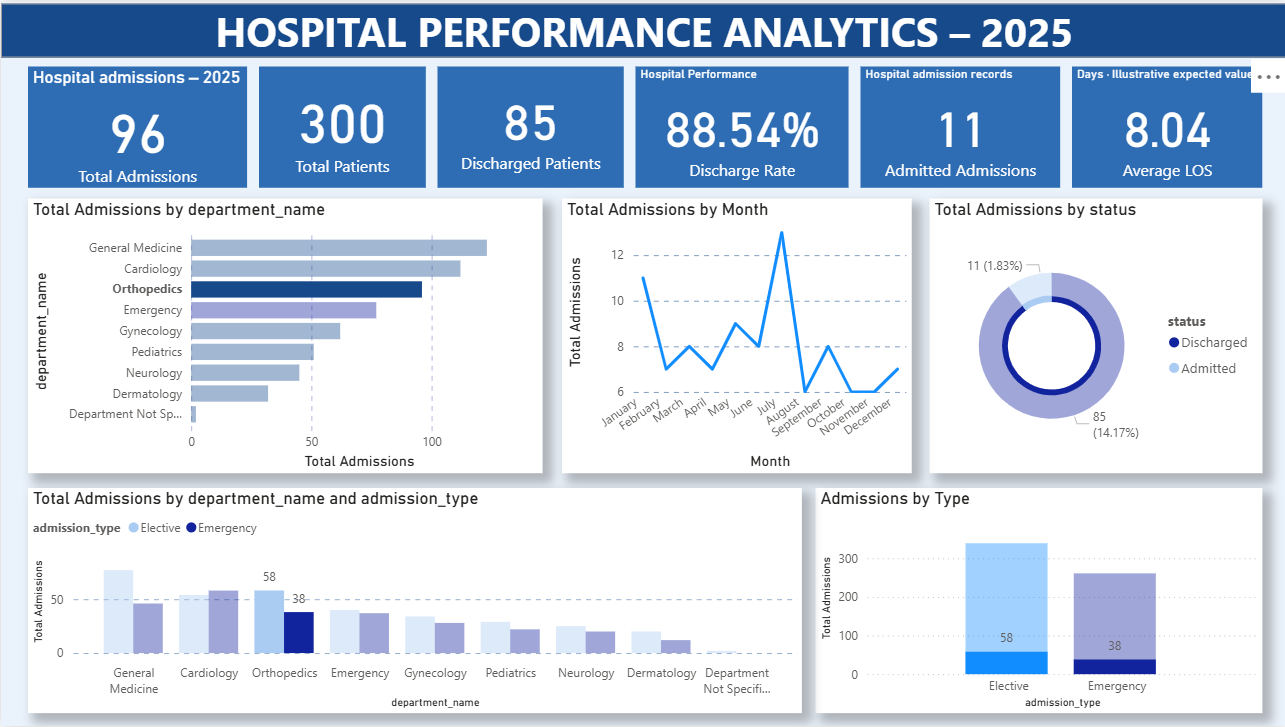 HOSPITAL PERFORMANCE ANALYTICS – 2025
Hospital admissions – 2025
96
Total Admissions
300
Total Patients
85
Discharged Patients
Hospital Performance
88.54%
Discharge Rate
Hospital admission records
11
Admitted Admissions
Days · Illustrative expected value
8.04
Average LOS
Total Admissions by department_name
department_name
General Medicine
Cardiology
Orthopedics
Emergency
Gynecology
Pediatrics
Neurology
Dermatology
Department Not Sp...
0 50 100
Total Admissions
Total Admissions by Month
Total Admissions
12
10
8
6
January February March April May June July August September October November December
Month
Total Admissions by status
11 (1.83%)
85
(14.17%)
status
Discharged
Admitted
Total Admissions by department_name and admission_type
admission_type Elective Emergency
Total Admissions
50
0
58
38
General
Medicine
Cardiology
Orthopedics
Emergency
Gynecology
Pediatrics
Neurology
Dermatology
Department
Not Specifi...
department_name
Admissions by Type
Total Admissions
300
200
100
0
58
38
Elective Emergency
admission_type